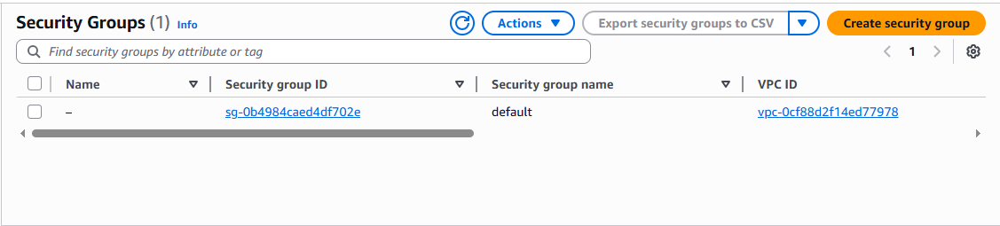 Security Groups (1) Info
Actions
Export security groups to CSV
Create security group
Find security groups by attribute or tag
1
Name Security group ID Security group name VPC ID
– sg-0b4984caed4df702e default vpc-0cf88d2f14ed77978